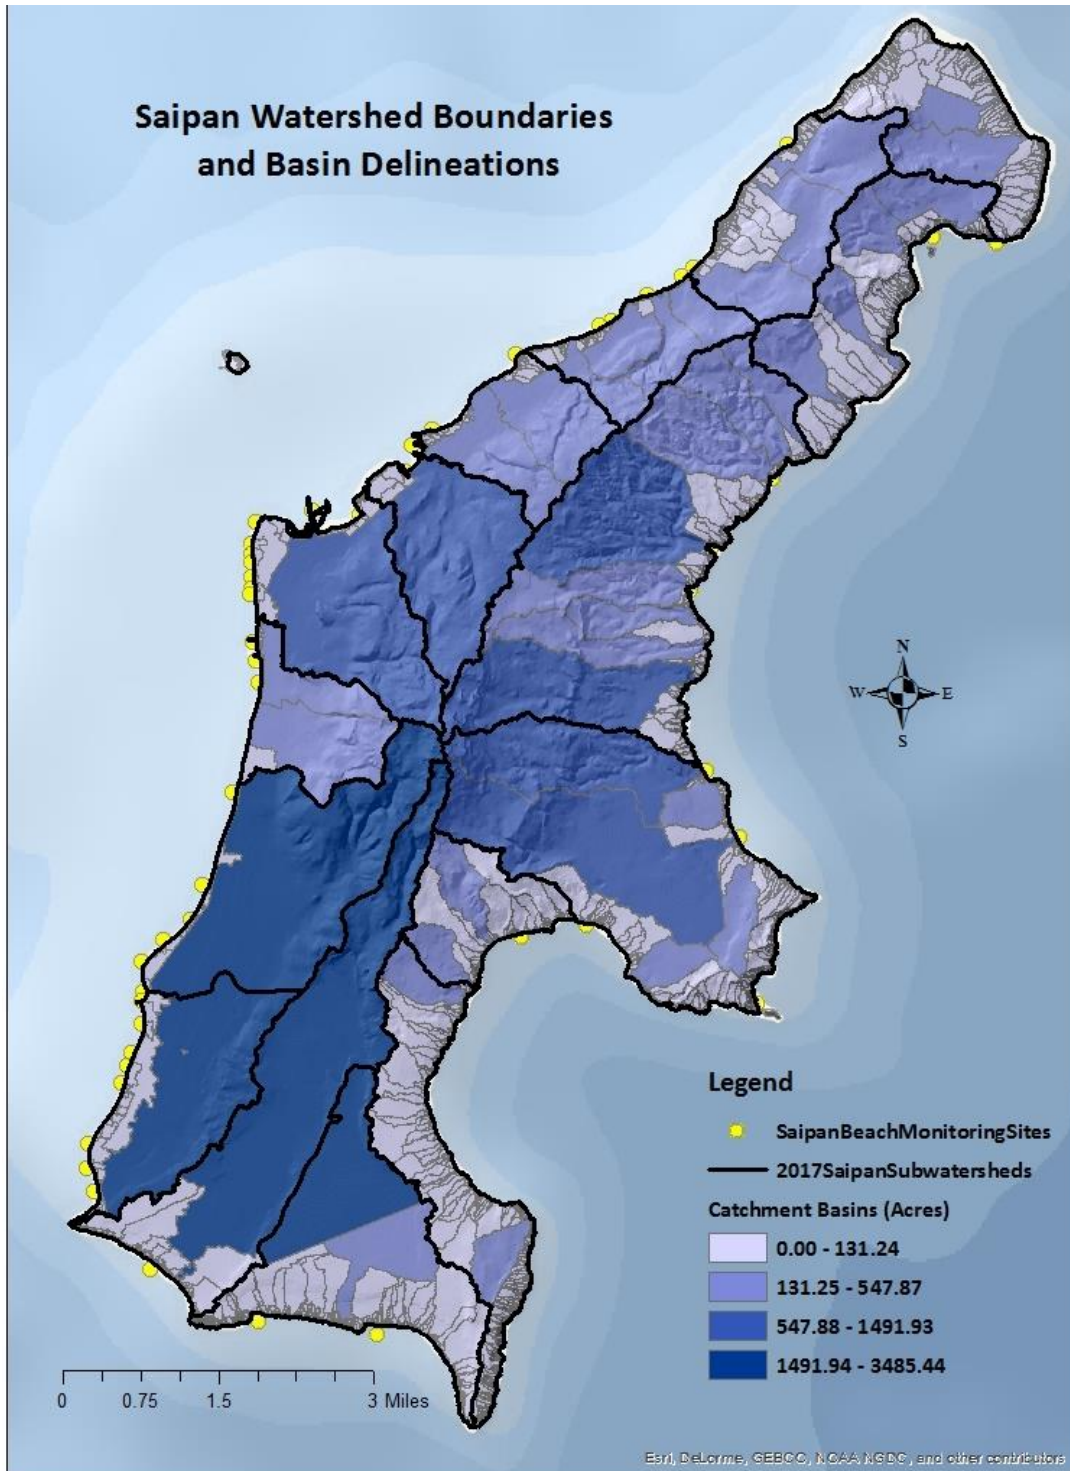 Saipan Watershed Boundaries
and Basin Delineations
N
W
E
S
Legend
SaipanBeachMonitoringSites
2017SaipanSubwatersheds
Catchment Basins (Acres)
0.00 - 131.24
131.25 - 547.87
547.88 - 1491.93
1491.94 - 3485.44
0 0.75 1.5 3 Miles
Esri, DeLorme, GEBCO, NOAA NGDC, and other contributors